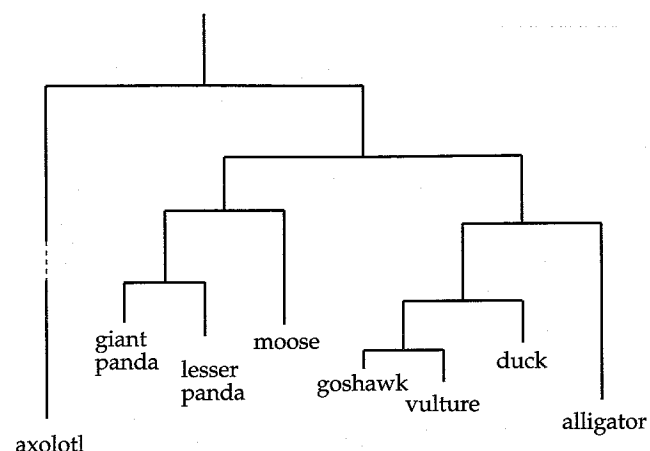 giant
panda
lesser
panda
moose
goshawk
vulture
duck
alligator
axolotl